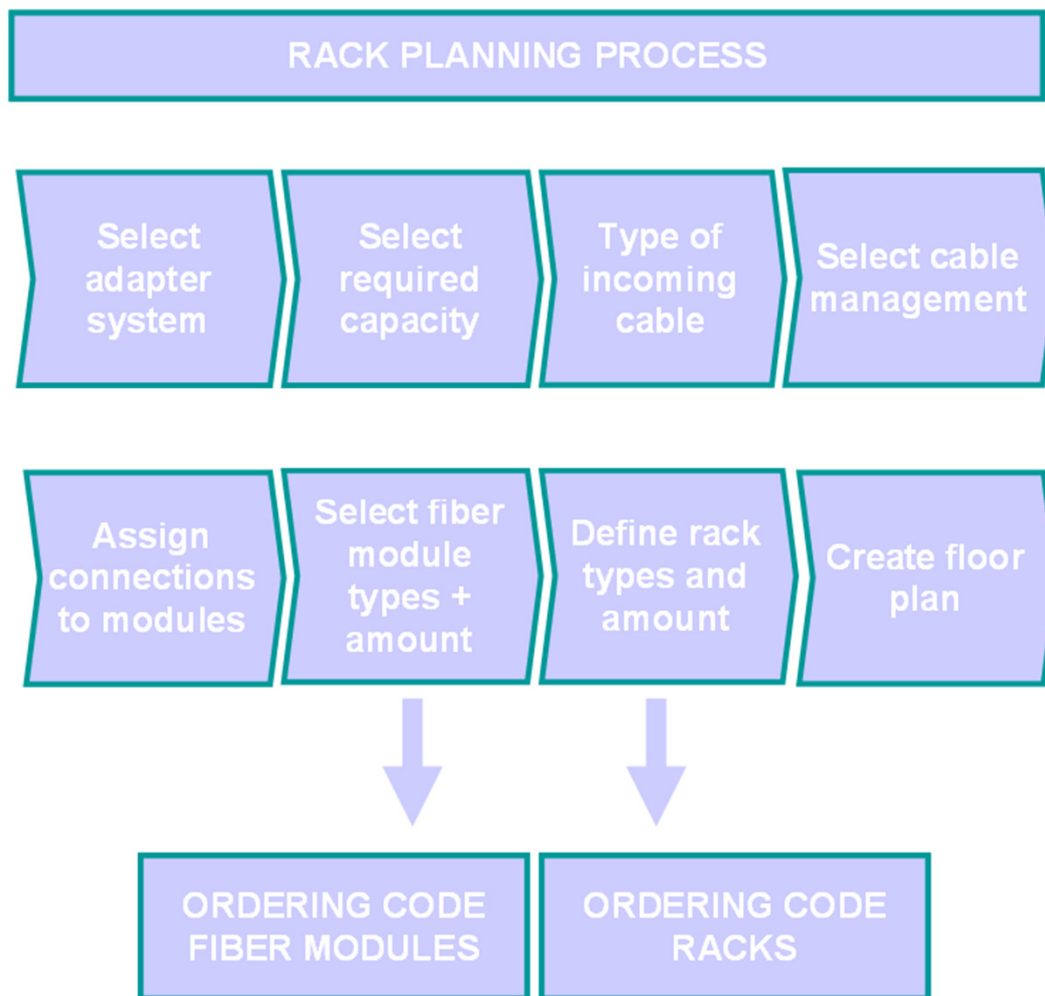 RACK PLANNING PROCESS
Select
adapter
system
Select
required
capacity
Type of
incoming
cable
Select cable
management
Assign
connections
to modules
Select fiber
module
types +
amount
Define rack
types and
amount
Create floor
plan
ORDERING CODE
FIBER MODULES
ORDERING CODE
RACKS